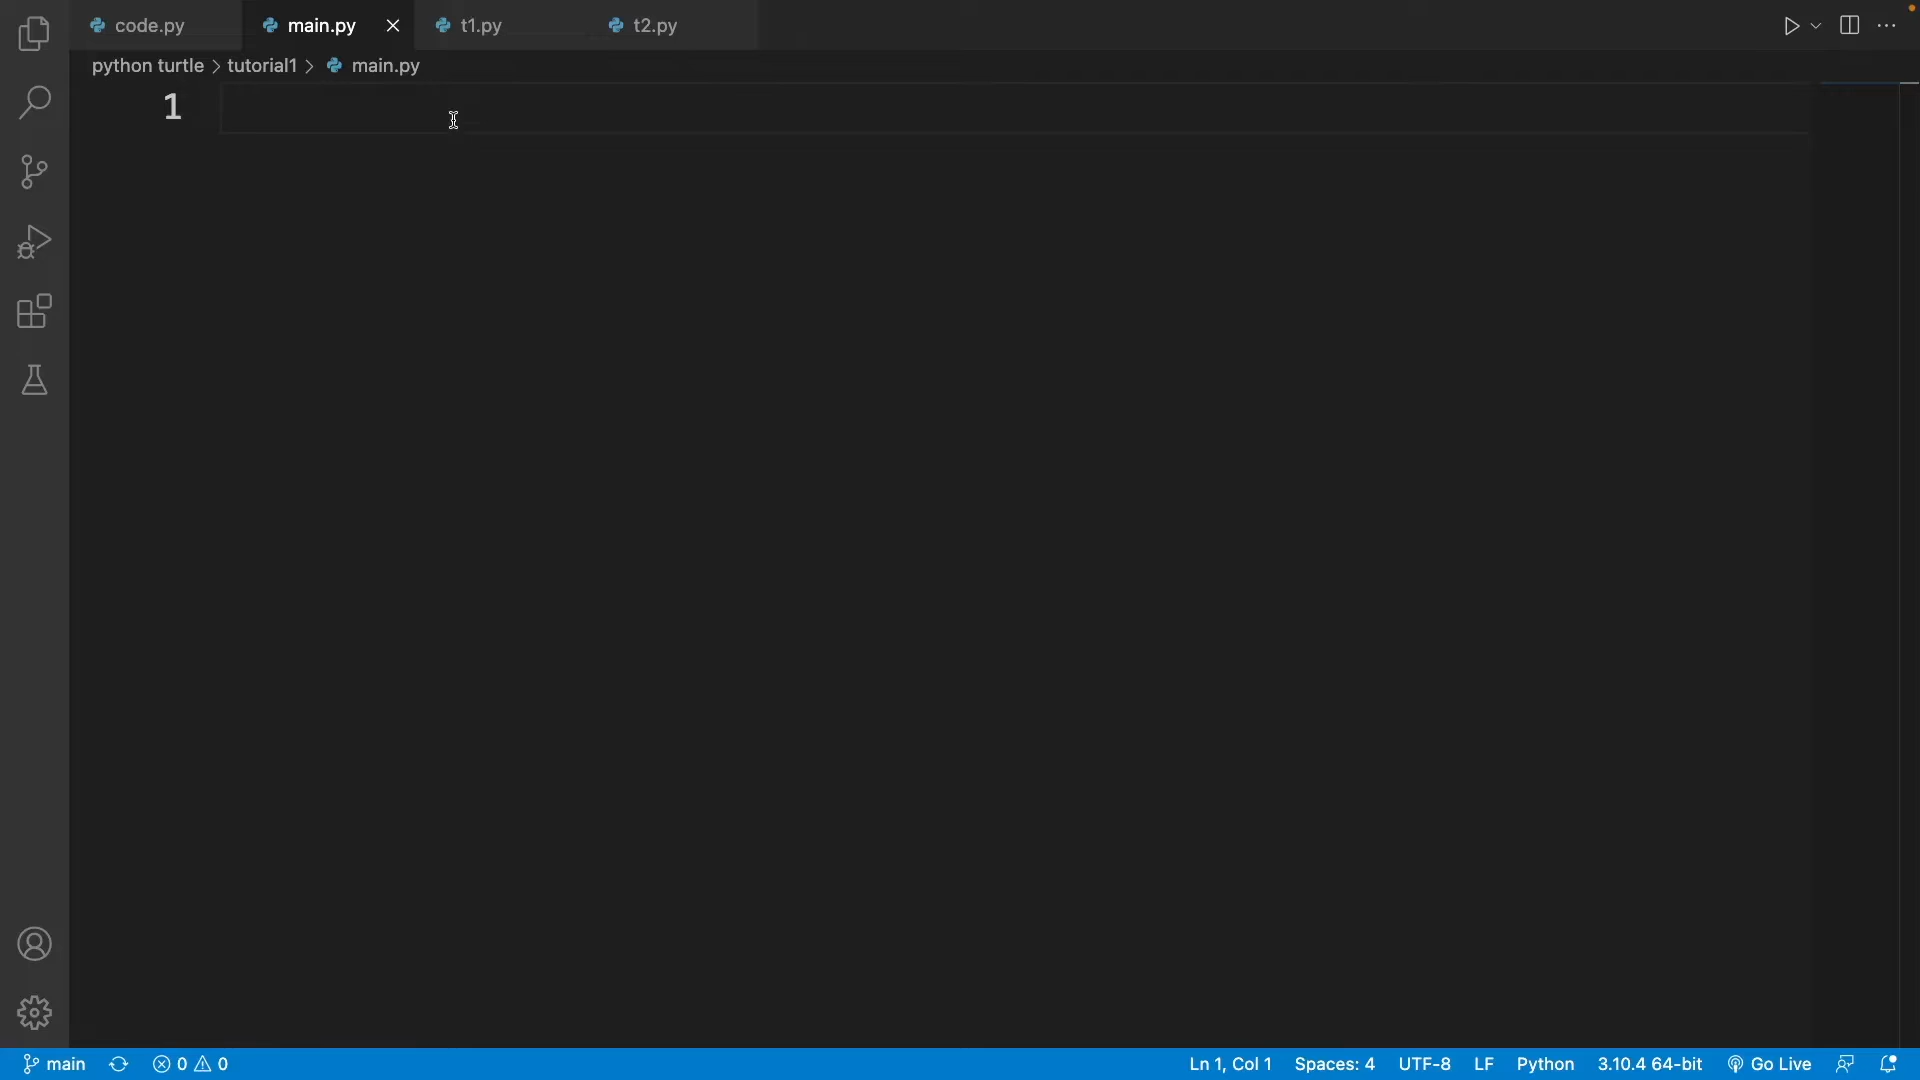 code.py main.py t1.py t2.py
python turtle > tutorial1 > main.py
1
main 0 0 Ln 1, Col 1 Spaces: 4 UTF-8 LF Python 3.10.4 64-bit Go Live